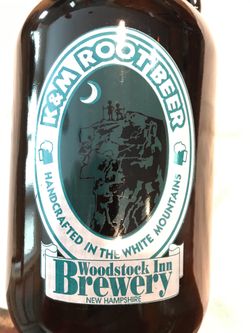 K&M ROOT BEER
HANDCRAFTED IN THE WHITE MOUNTAINS
Woodstock Inn
Brewery
NEW HAMPSHIRE